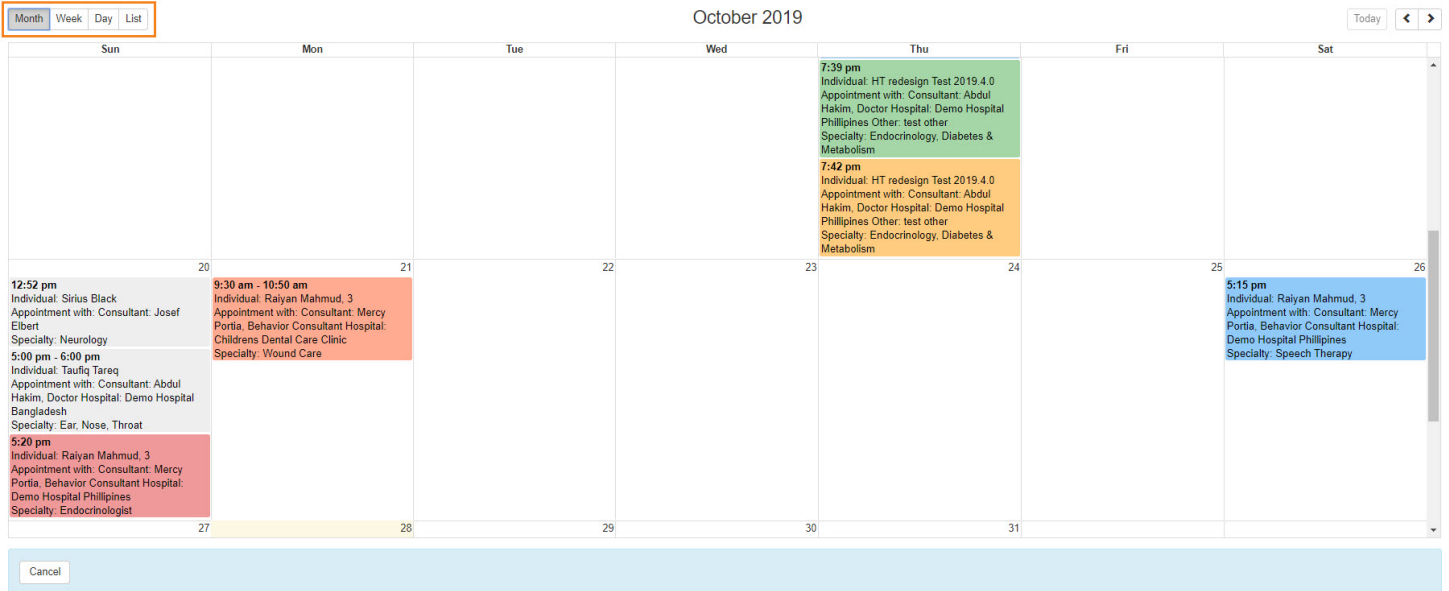 Month Week Day List
October 2019
Today
Sun Mon Tue Wed Thu Fri Sat
7:39 pm
Individual: HT redesign Test 2019.4.0
Appointment with: Consultant: Abdul
Hakim, Doctor Hospital: Demo Hospital
Phillipines Other: test other
Specialty: Endocrinology, Diabetes &
Metabolism
7:42 pm
Individual: HT redesign Test 2019.4.0
Appointment with: Consultant: Abdul
Hakim, Doctor Hospital: Demo Hospital
Phillipines Other: test other
Specialty: Endocrinology, Diabetes &
Metabolism
20 21 22 23 24 25 26
12:52 pm
Individual: Sirius Black
Appointment with: Consultant: Josef
Elbert
Specialty: Neurology
5:00 pm - 6:00 pm
Individual: Taufiq Tareq
Appointment with: Consultant: Abdul
Hakim, Doctor Hospital: Demo Hospital
Bangladesh
Specialty: Ear, Nose, Throat
5:20 pm
Individual: Raiyan Mahmud, 3
Appointment with: Consultant: Mercy
Portia, Behavior Consultant Hospital:
Demo Hospital Phillipines
Specialty: Endocrinologist
9:30 am - 10:50 am
Individual: Raiyan Mahmud, 3
Appointment with: Consultant: Mercy
Portia, Behavior Consultant Hospital:
Childrens Dental Care Clinic
Specialty: Wound Care
5:15 pm
Individual: Raiyan Mahmud, 3
Appointment with: Consultant: Mercy
Portia, Behavior Consultant Hospital:
Demo Hospital Phillipines
Specialty: Speech Therapy
27 28 29 30 31
Cancel